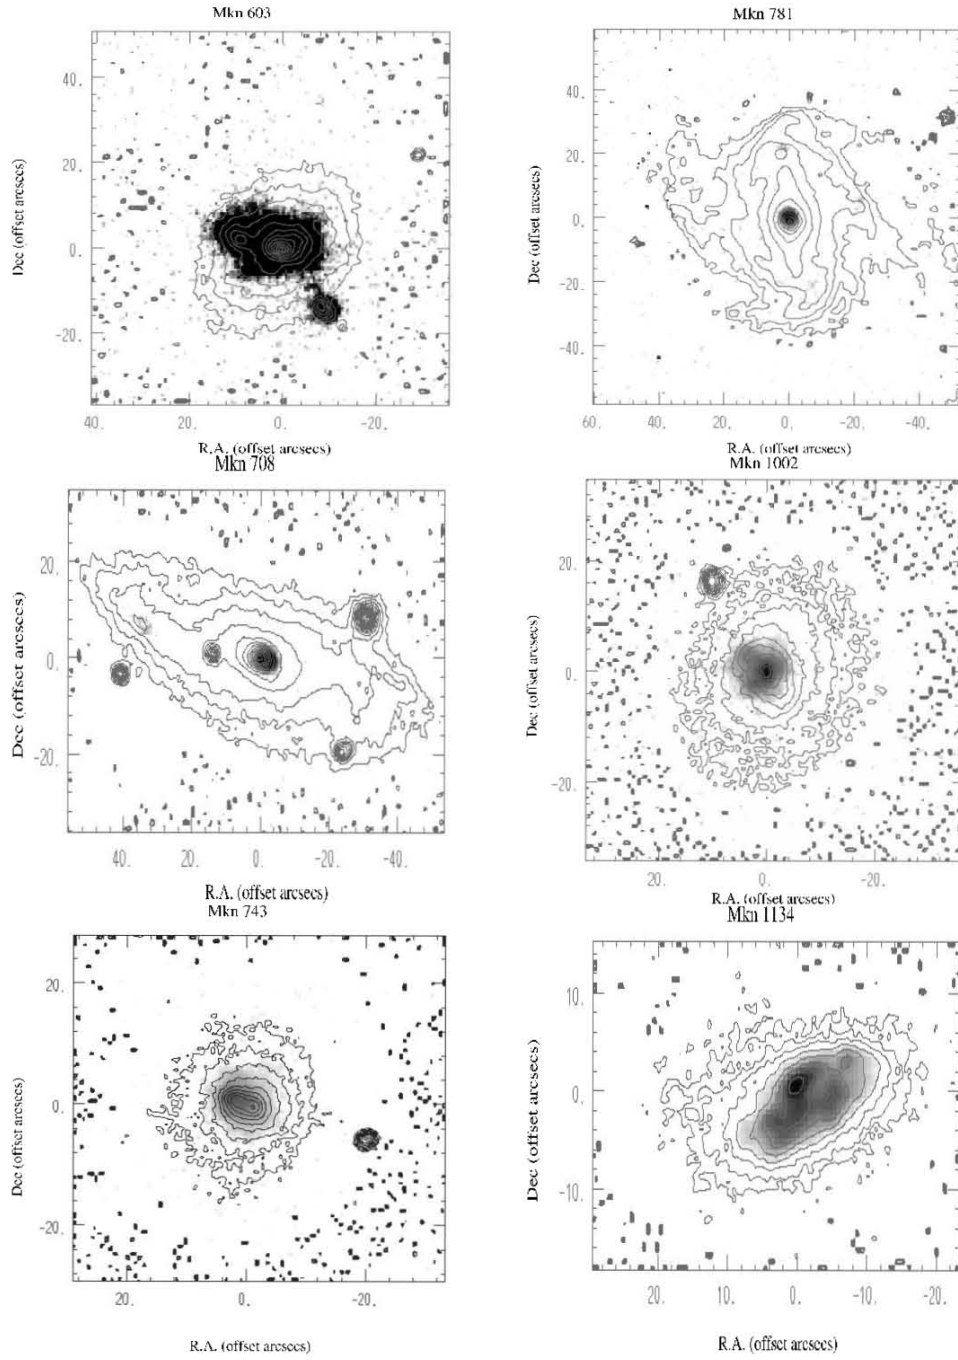 Mkn 603
Dec (offset arcsecs)
40.
20.
0.
-20.
40. 20. 0. -20.
R.A. (offset arcsecs)
Mkn 781
Dec (offset arcsecs)
40.
20.
0.
-20.
-40.
60. 40. 20. 0. -20. -40.
R.A. (offset arcsecs)
Mkn 708
Dec (offset arcsecs)
20.
0.
-20.
40. 20. 0. -20. -40.
R.A. (offset arcsecs)
Mkn 1002
Dec (offset arcsecs)
20.
0.
-20.
20. 0. -20.
R.A. (offset arcsecs)
Mkn 743
Dec (offset arcsecs)
20.
0.
-20.
20. 0. -20.
R.A. (offset arcsecs)
Mkn 1134
Dec (offset arcsecs)
10.
0.
-10.
20. 10. 0. -10. -20.
R.A. (offset arcsecs)